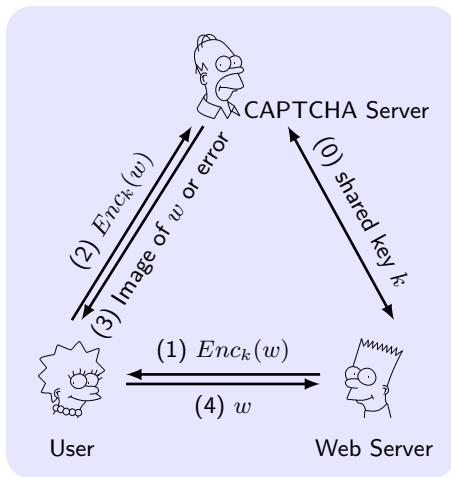 CAPTCHA Server
(0) shared key k
(2) Enc_k(w)
(3) Image of w or error
(1) Enc_k(w)
(4) w
User
Web Server